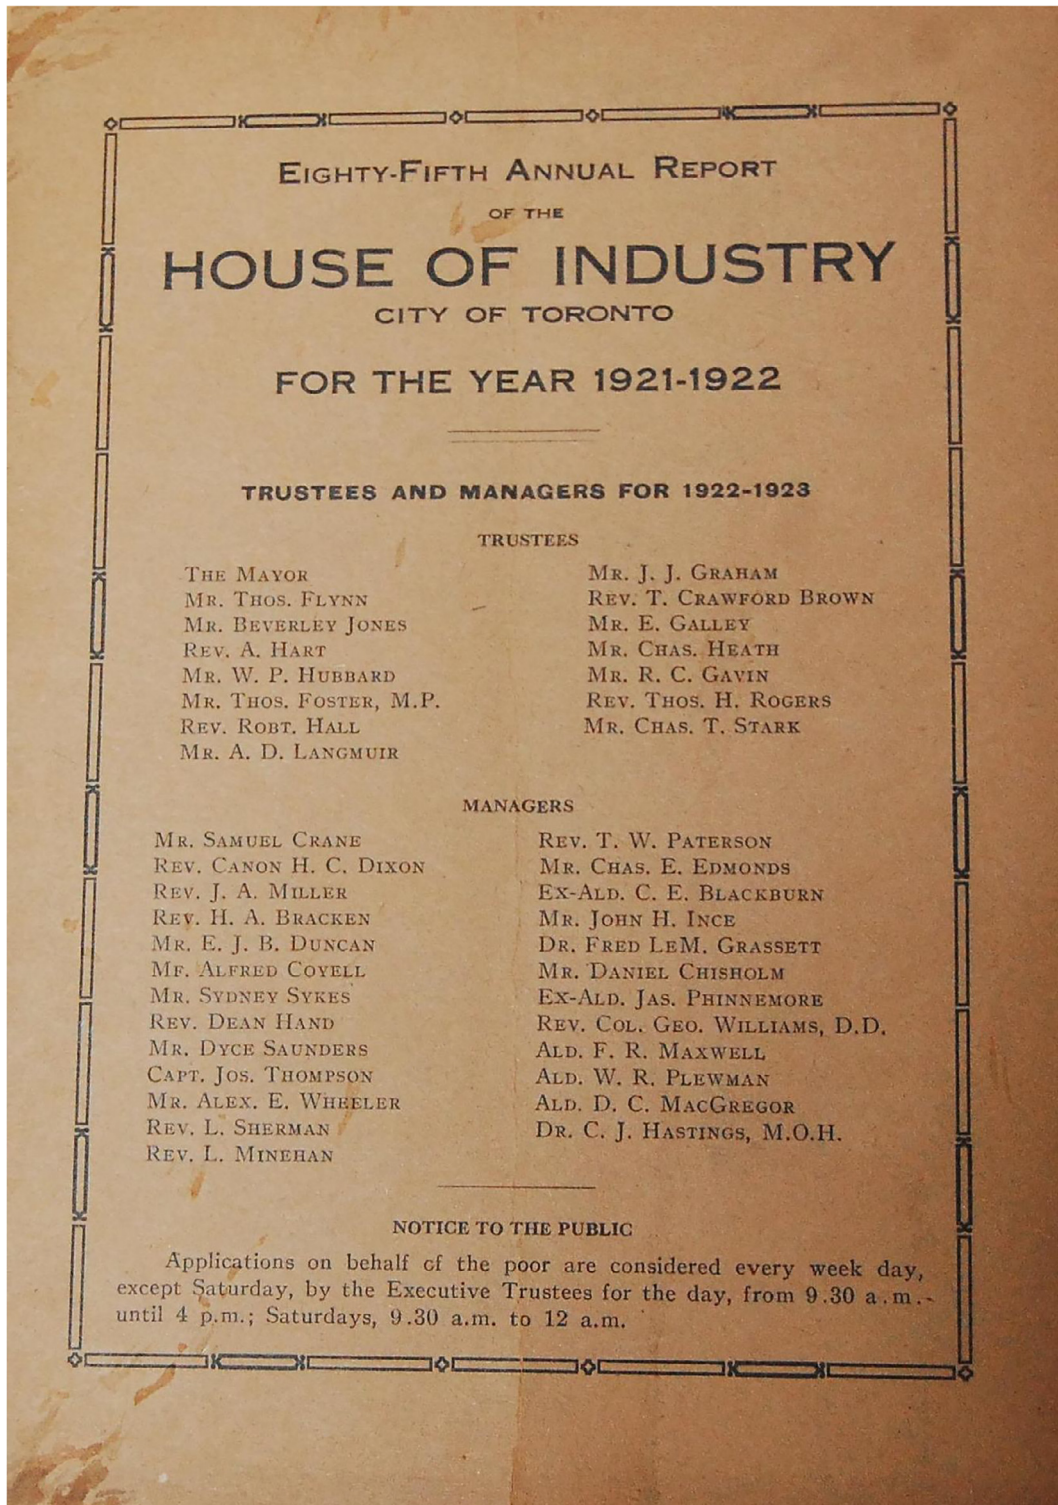 EIGHTY-FIFTH ANNUAL REPORT
OF THE
HOUSE OF INDUSTRY
CITY OF TORONTO
FOR THE YEAR 1921-1922
TRUSTEES AND MANAGERS FOR 1922-1923
TRUSTEES
THE MAYOR
MR. THOS. FLYNN
MR. BEVERLEY JONES
REV. A. HART
MR. W. P. HUBBARD
MR. THOS. FOSTER, M.P.
REV. ROBT. HALL
MR. A. D. LANGMUIR
MR. J. J. GRAHAM
REV. T. CRAWFORD BROWN
MR. E. GALLEY
MR. CHAS. HEATH
MR. R. C. GAVIN
REV. THOS. H. ROGERS
MR. CHAS. T. STARK
MANAGERS
MR. SAMUEL CRANE
REV. CANON H. C. DIXON
REV. J. A. MILLER
REV. H. A. BRACKEN
MR. E. J. B. DUNCAN
MR. ALFRED COYELL
MR. SYDNEY SYKES
REV. DEAN HAND
MR. DYCE SAUNDERS
CAPT. JOS. THOMPSON
MR. ALEX. E. WHEELER
REV. L. SHERMAN
REV. L. MINEHAN
REV. T. W. PATERSON
MR. CHAS. E. EDMONDS
EX-ALD. C. E. BLACKBURN
MR. JOHN H. INCE
DR. FRED LEM. GRASSETT
MR. DANIEL CHISHOLM
EX-ALD. JAS. PHINNEMORE
REV. COL. GEO. WILLIAMS, D.D.
ALD. F. R. MAXWELL
ALD. W. R. PLEWMAN
ALD. D. C. MACGREGOR
DR. C. J. HASTINGS, M.O.H.
NOTICE TO THE PUBLIC
Applications on behalf of the poor are considered every week day,
except Saturday, by the Executive Trustees for the day, from 9.30 a.m.-
until 4 p.m.; Saturdays, 9.30 a.m. to 12 a.m.